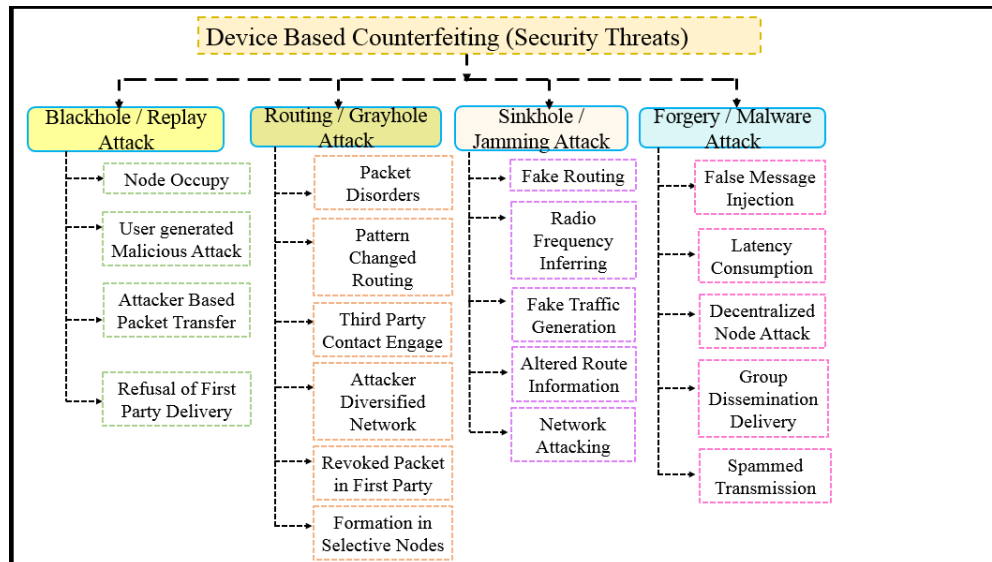 Device Based Counterfeiting (Security Threats)
Blackhole / Replay
Attack
Node Occupy
User generated
Malicious Attack
Attacker Based
Packet Transfer
Refusal of First
Party Delivery
Routing / Grayhole
Attack
Packet
Disorders
Pattern
Changed
Routing
Third Party
Contact Engage
Attacker
Diversified
Network
Revoked Packet
in First Party
Formation in
Selective Nodes
Sinkhole /
Jamming Attack
Fake Routing
Radio
Frequency
Inferring
Fake Traffic
Generation
Altered Route
Information
Network
Attacking
Forgery / Malware
Attack
False Message
Injection
Latency
Consumption
Decentralized
Node Attack
Group
Dissemination
Delivery
Spammed
Transmission